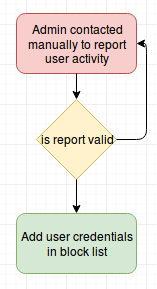 Admin contacted
manually to report
user activity
is report valid
Add user credentials
in block list